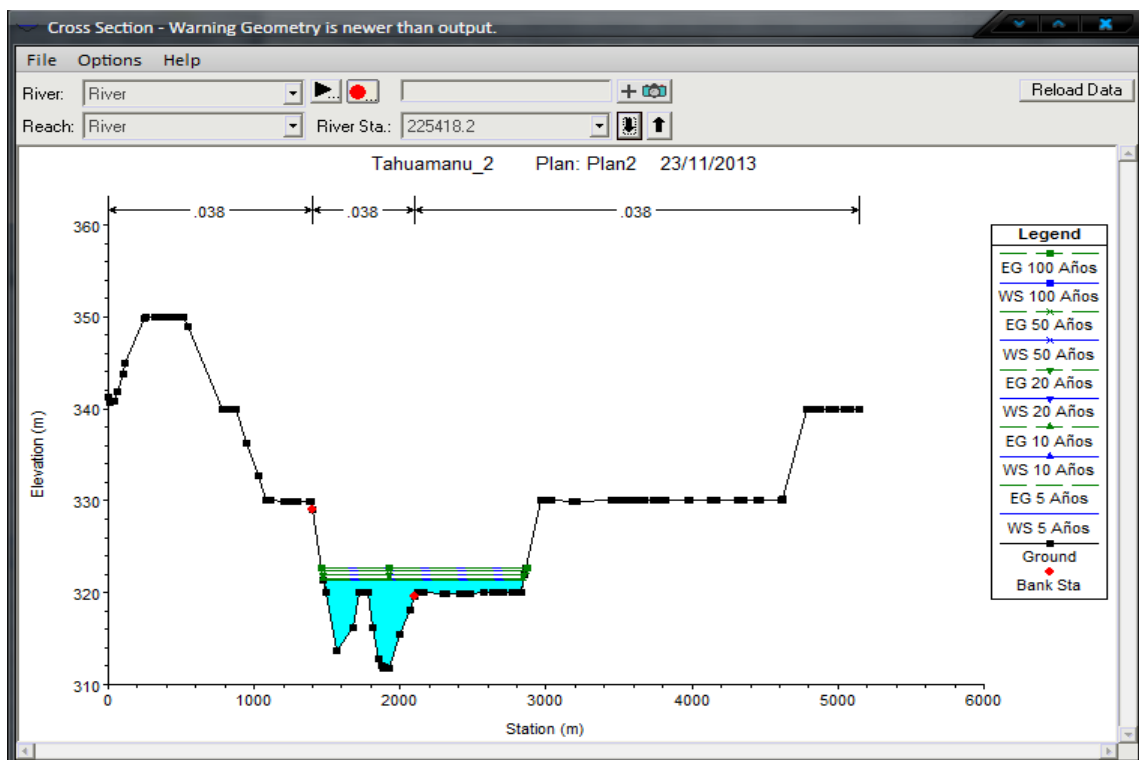 Cross Section - Warning Geometry is newer than output.
File Options Help
River: River
Reload Data
Reach: River River Sta.: 225418.2
Tahuamanu_2 Plan: Plan2 23/11/2013
.038 .038 .038
Elevation (m)
360
350
340
330
320
310
0 1000 2000 3000 4000 5000 6000
Station (m)
Legend
EG 100 Años
WS 100 Años
EG 50 Años
WS 50 Años
EG 20 Años
WS 20 Años
EG 10 Años
WS 10 Años
EG 5 Años
WS 5 Años
Ground
Bank Sta